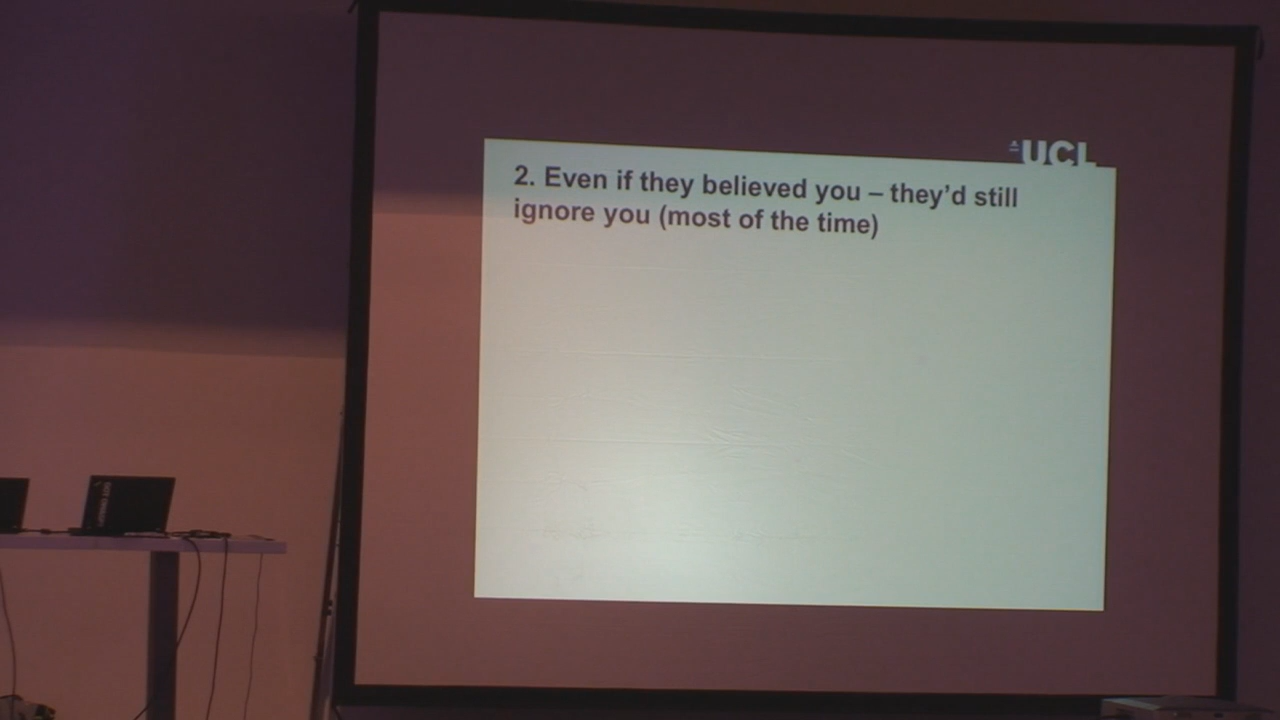 UCL
2. Even if they believed you – they'd still
ignore you (most of the time)